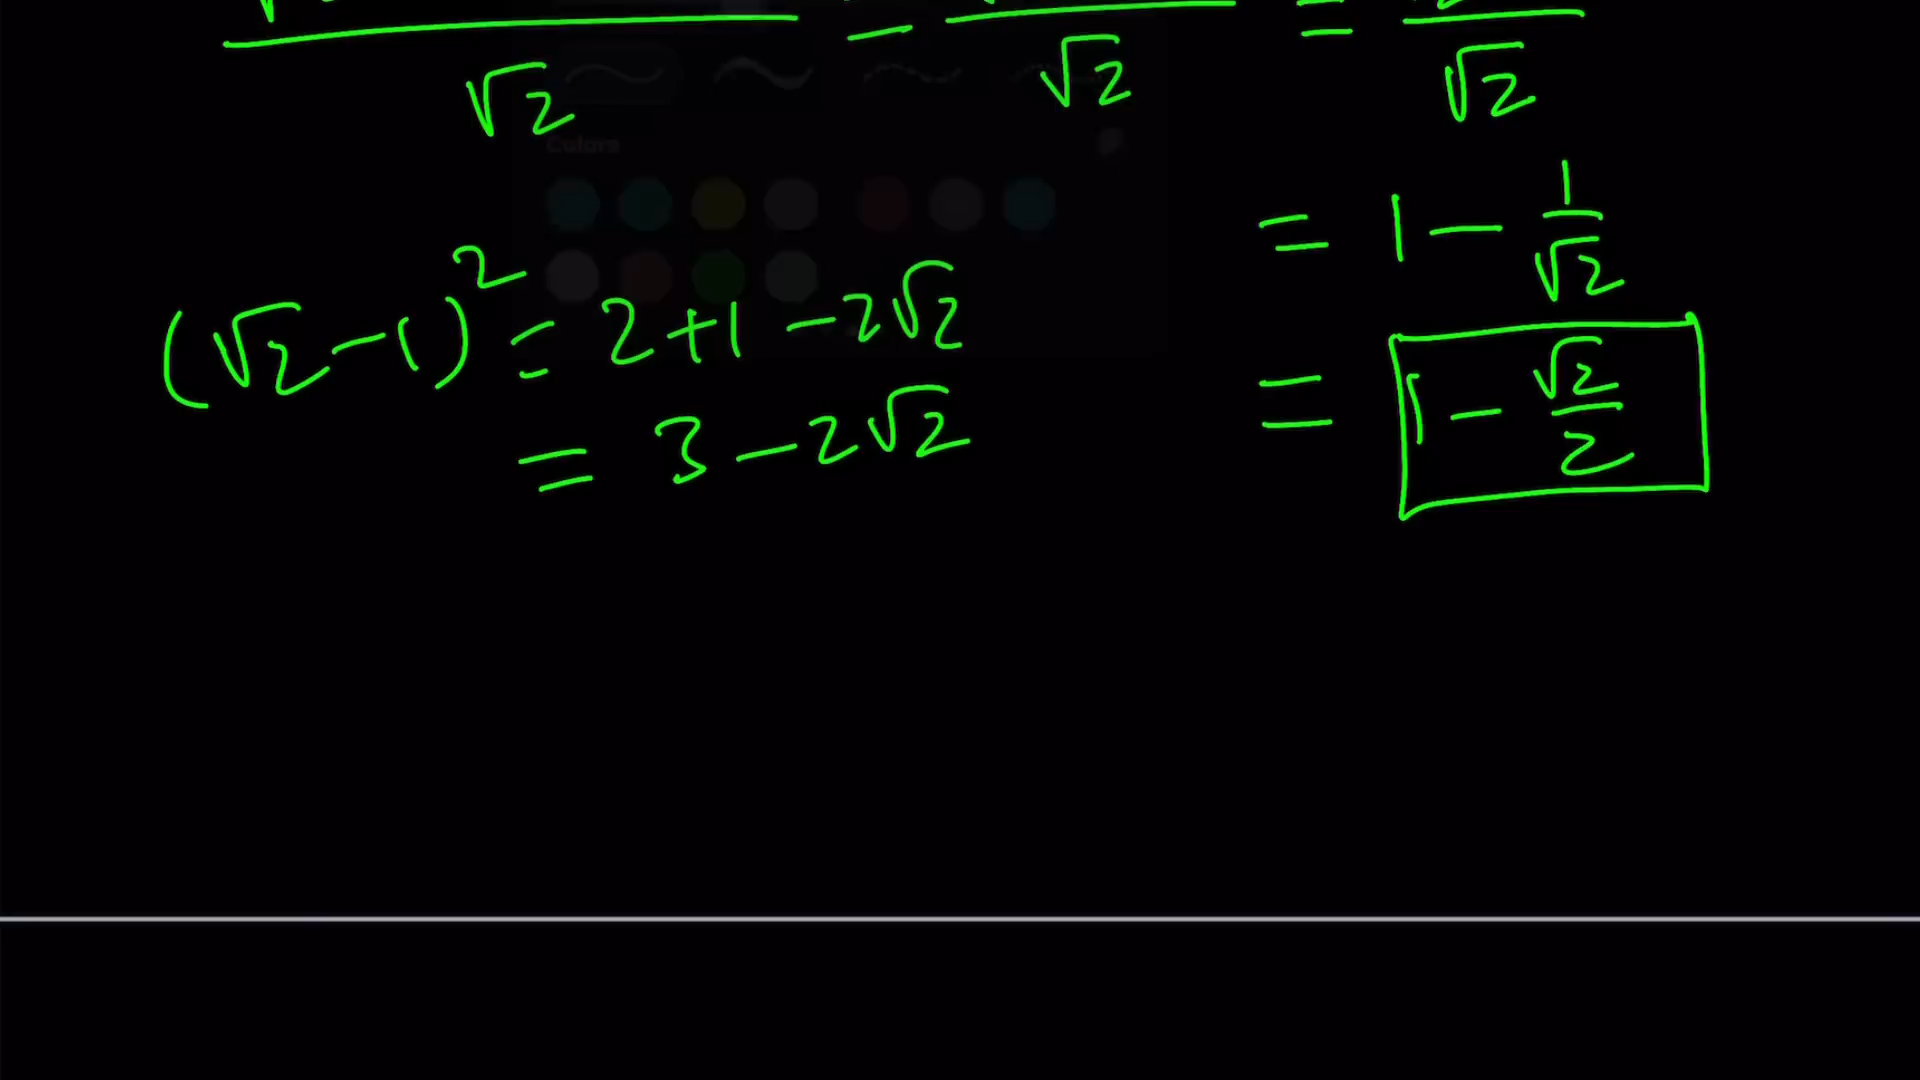 √2 − √2 = √2
= 1 − 1/√2
(√2 − 1)² = 2 + 1 − 2√2
= 3 − 2√2
= 1 − √2/2
Colors